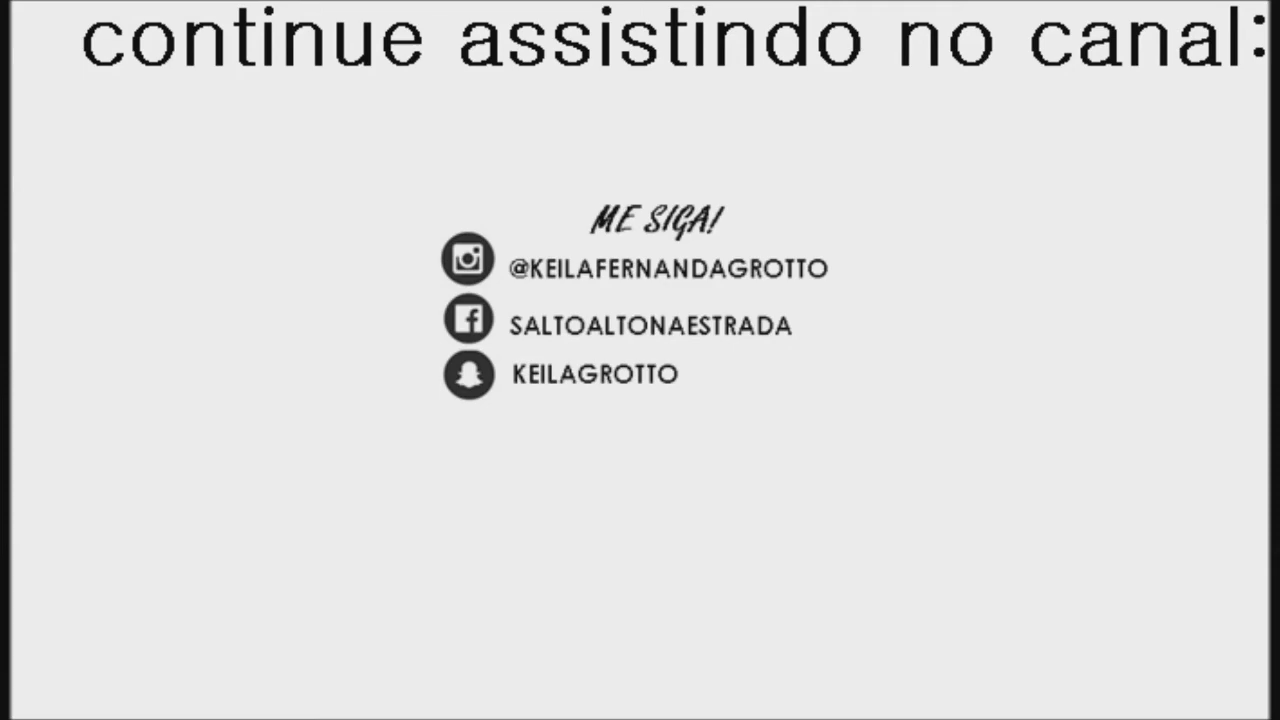 continue assistindo no canal:
ME SIGA!
@KEILAFERNANDAGROTTO
SALTOALTONAESTRADA
KEILAGROTTO